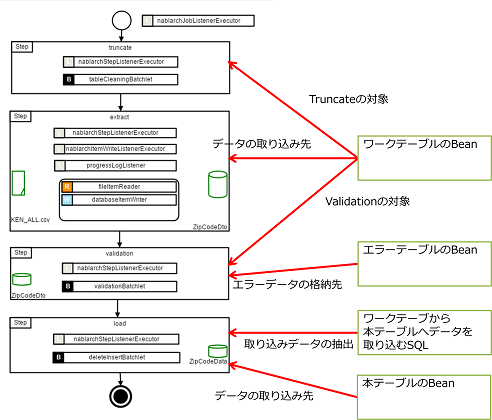 nablarchJobListenerExecutor
Step
truncate
nablarchStepListenerExecutor
B tableCleaningBatchlet
Step
extract
nablarchStepListenerExecutor
nablarchItemWriteListenerExecutor
progressLogListener
R fileItemReader
W databaseItemWriter
KEN_ALL.csv
ZipCodeDto
Step
validation
nablarchStepListenerExecutor
B validationBatchlet
ZipCodeDto
Step
load
nablarchStepListenerExecutor
B deleteInsertBatchlet
ZipCodeData
Truncateの対象
データの取り込み先
ワークテーブルのBean
Validationの対象
エラーテーブルのBean
エラーデータの格納先
ワークテーブから
本テーブルへデータを
取り込むSQL
取り込みデータの抽出
本テーブルのBean
データの取り込み先